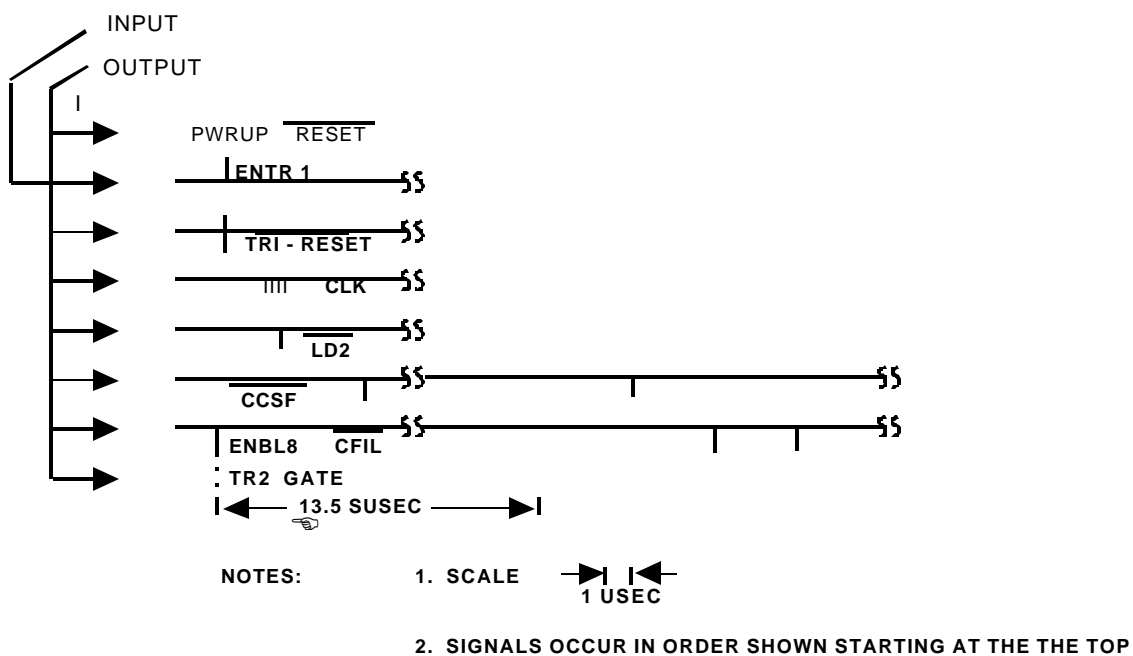 INPUT
OUTPUT
I
PWRUP RESET
ENTR 1
TRI - RESET
IIIII CLK
LD2
CCSF
ENBL8 CFIL
TR2 GATE
13.5 SUSEC
NOTES: 1. SCALE
1 USEC
2. SIGNALS OCCUR IN ORDER SHOWN STARTING AT THE THE TOP